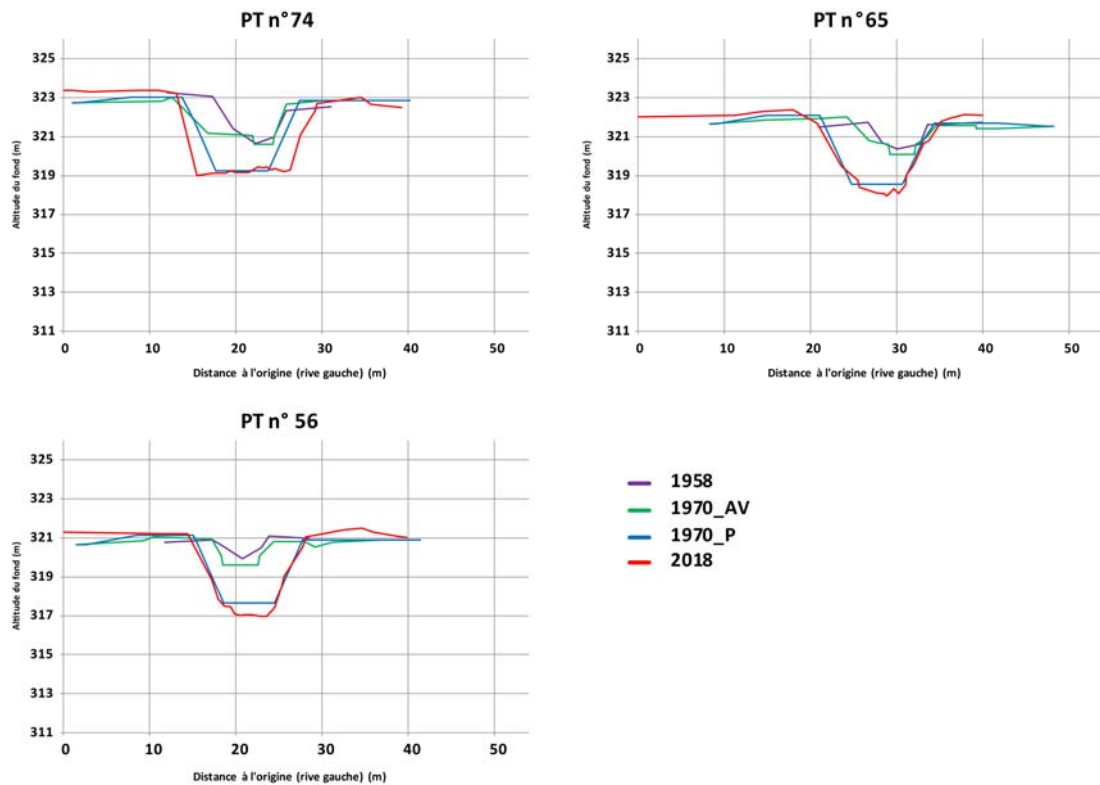 PT n°74
325
323
321
319
317
315
313
311
Altitude du fond (m)
0 10 20 30 40 50
Distance à l'origine (rive gauche) (m)
PT n°65
325
323
321
319
317
315
313
311
Altitude du fond (m)
0 10 20 30 40 50
Distance à l'origine (rive gauche) (m)
PT n° 56
325
323
321
319
317
315
313
311
Altitude du fond (m)
0 10 20 30 40 50
Distance à l'origine (rive gauche) (m)
1958
1970_AV
1970_P
2018